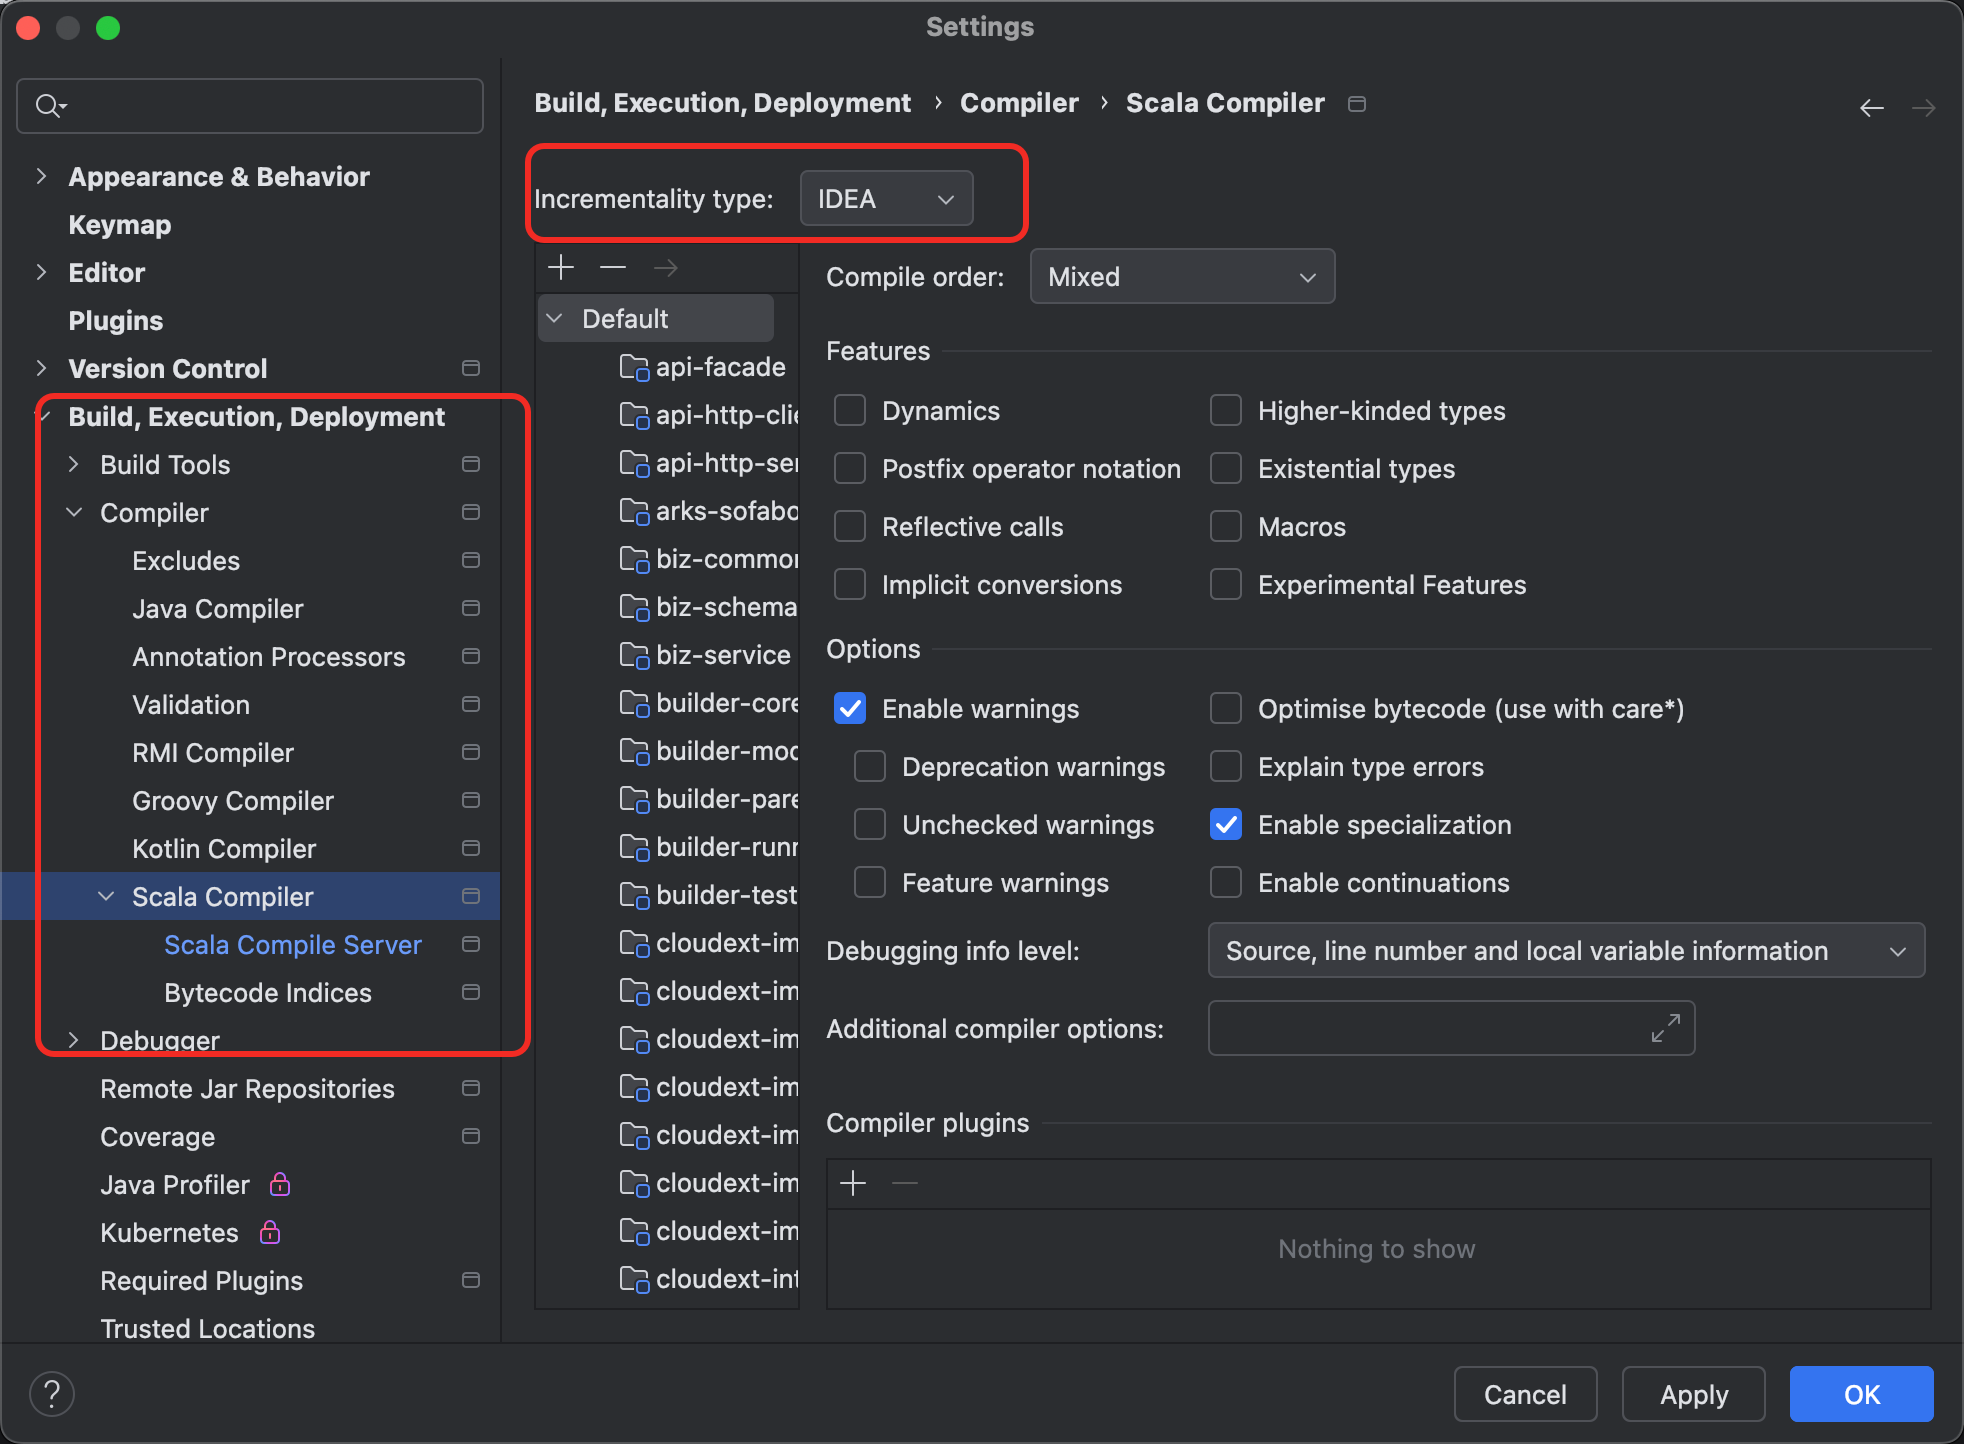 Settings
Build, Execution, Deployment › Compiler › Scala Compiler
Appearance & Behavior
Keymap
Editor
Plugins
Version Control
Build, Execution, Deployment
Build Tools
Compiler
Excludes
Java Compiler
Annotation Processors
Validation
RMI Compiler
Groovy Compiler
Kotlin Compiler
Scala Compiler
Scala Compile Server
Bytecode Indices
Debugger
Remote Jar Repositories
Coverage
Java Profiler
Kubernetes
Required Plugins
Trusted Locations
Incrementality type: IDEA
Default
api-facade
api-http-clie
api-http-ser
arks-sofabo
biz-common
biz-schema
biz-service
builder-core
builder-mod
builder-pare
builder-runn
builder-test
cloudext-im
cloudext-im
cloudext-im
cloudext-im
cloudext-im
cloudext-im
cloudext-im
cloudext-int
Compile order: Mixed
Features
Dynamics
Higher-kinded types
Postfix operator notation
Existential types
Reflective calls
Macros
Implicit conversions
Experimental Features
Options
Enable warnings
Optimise bytecode (use with care*)
Deprecation warnings
Explain type errors
Unchecked warnings
Enable specialization
Feature warnings
Enable continuations
Debugging info level: Source, line number and local variable information
Additional compiler options:
Compiler plugins
Nothing to show
?
Cancel
Apply
OK